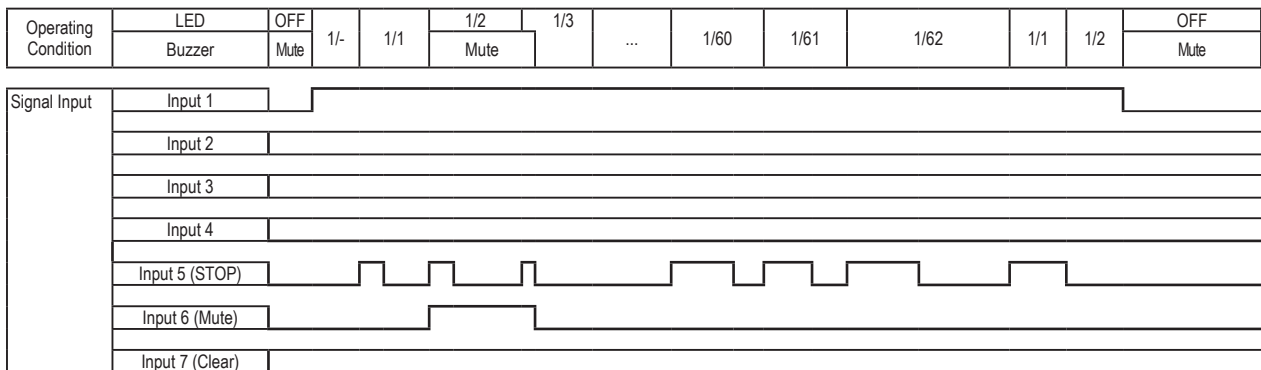 Operating Condition LED OFF 1/- 1/1 1/2 1/3 ... 1/60 1/61 1/62 1/1 1/2 OFF
Buzzer Mute Mute Mute
Signal Input Input 1
Input 2
Input 3
Input 4
Input 5 (STOP)
Input 6 (Mute)
Input 7 (Clear)